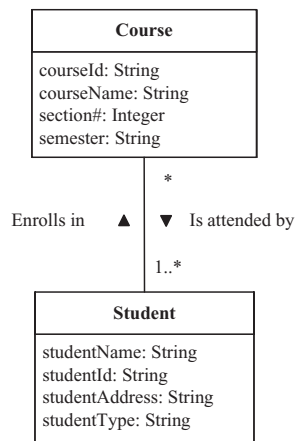 Course
courseId: String
courseName: String
section#: Integer
semester: String
*
Enrolls in ▲ ▼ Is attended by
1..*
Student
studentName: String
studentId: String
studentAddress: String
studentType: String